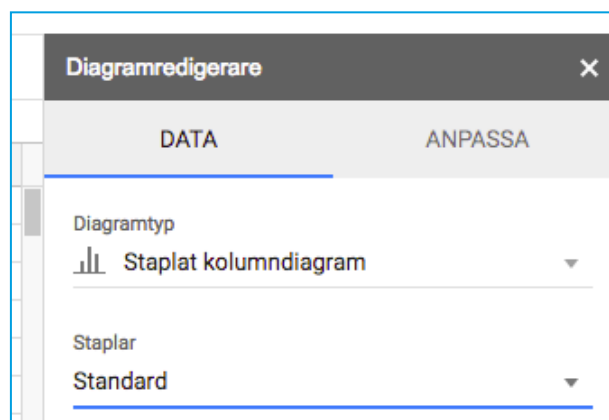 Diagramredigerare
DATA ANPASSA
Diagramtyp
Staplat kolumndiagram
Staplar
Standard